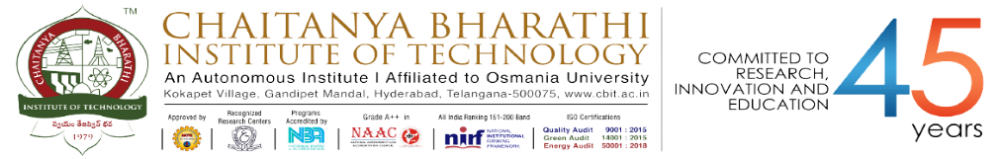 TM
CHAITANYA BHARATHI
INSTITUTE OF TECHNOLOGY
स्वयं तेजस्विन् भव
1979
CHAITANYA BHARATHI
INSTITUTE OF TECHNOLOGY
An Autonomous Institute I Affiliated to Osmania University
Kokapet Village, Gandipet Mandal, Hyderabad, Telangana-500075, www.cbit.ac.in
Approved by
Recognized
Research Centers
Programs
Accredited by
NBA
Grade A++ in
NAAC
All India Ranking 151-200 Band
nirf
NATIONAL
INSTITUTIONAL
RANKING
FRAMEWORK
ISO Certifications
Quality Audit 9001 : 2015
Green Audit 14001 : 2015
Energy Audit 50001 : 2018
COMMITTED TO
RESEARCH,
INNOVATION AND
EDUCATION
45
years